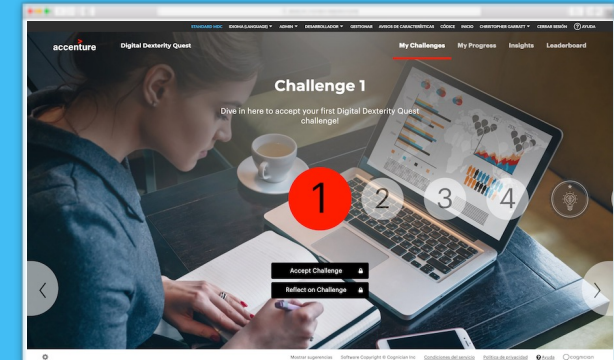 STANDARD MDC IDIOMA (LANGUAGE) ADMIN DESARROLLADOR GESTIONAR AVISOS DE CARACTERÍSTICAS CÓDICE INICIO CHRISTOPHER GARRATT CERRAR SESIÓN ? AYUDA
accenture Digital Dexterity Quest My Challenges My Progress Insights Leaderboard
Challenge 1
Dive in here to accept your first Digital Dexterity Quest
challenge!
1 2 3 4
Accept Challenge
Reflect on Challenge
Mostrar sugerencias Software Copyright © Cognician Inc Condiciones del servicio Política de privacidad ? Ayuda cognician